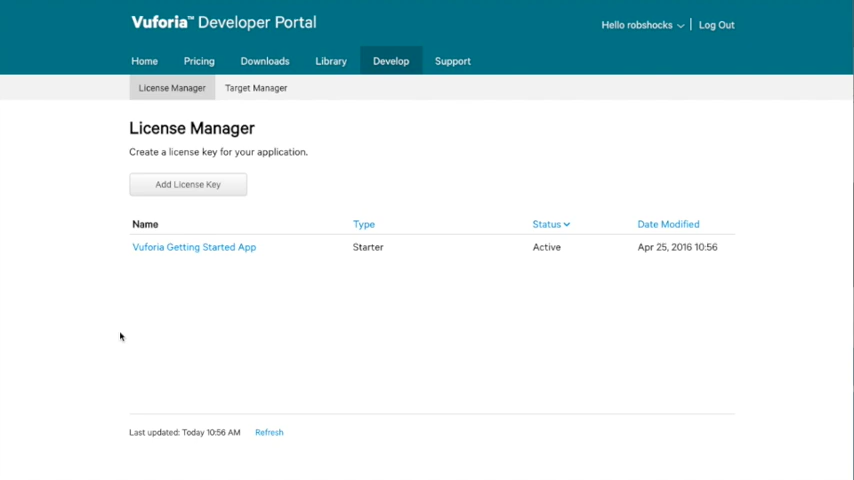 Vuforia™ Developer Portal
Hello robshocks Log Out
Home Pricing Downloads Library Develop Support
License Manager Target Manager
License Manager
Create a license key for your application.
Add License Key
Name Type Status Date Modified
Vuforia Getting Started App Starter Active Apr 25, 2016 10:56
Last updated: Today 10:56 AM Refresh